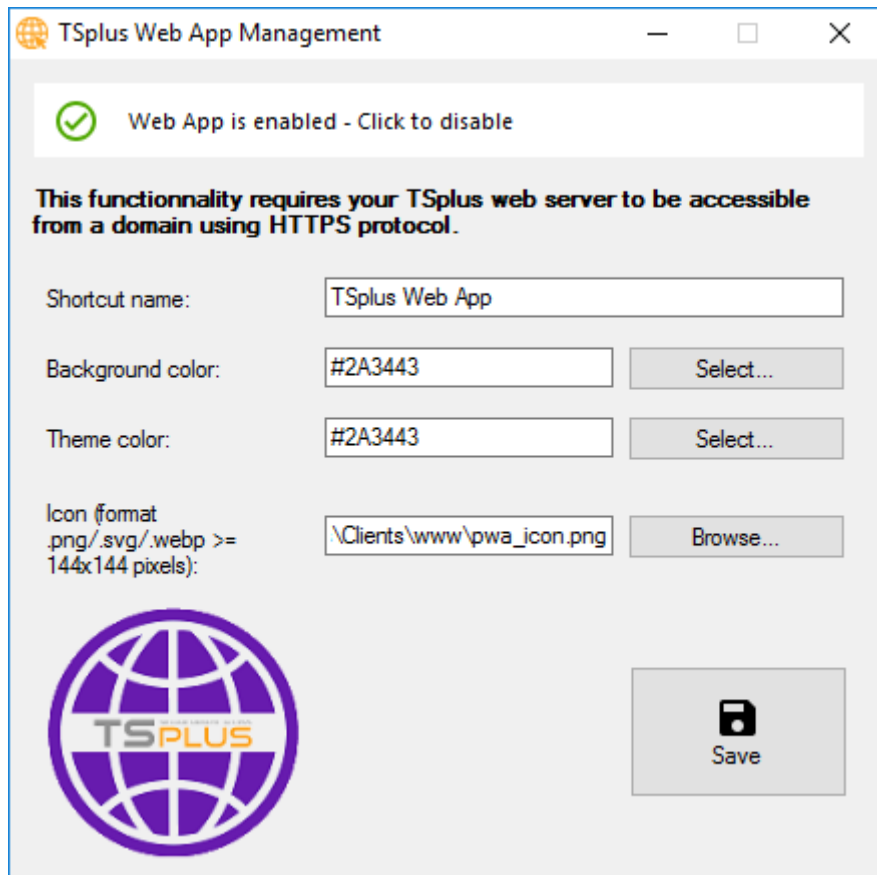 TSplus Web App Management
Web App is enabled - Click to disable
This functionnality requires your TSplus web server to be accessible
from a domain using HTTPS protocol.
Shortcut name:
TSplus Web App
Background color:
#2A3443
Select...
Theme color:
#2A3443
Select...
Icon (format
.png/.svg/.webp >=
144x144 pixels):
\Clients\www\pwa_icon.png
Browse...
TSPLUS
Save